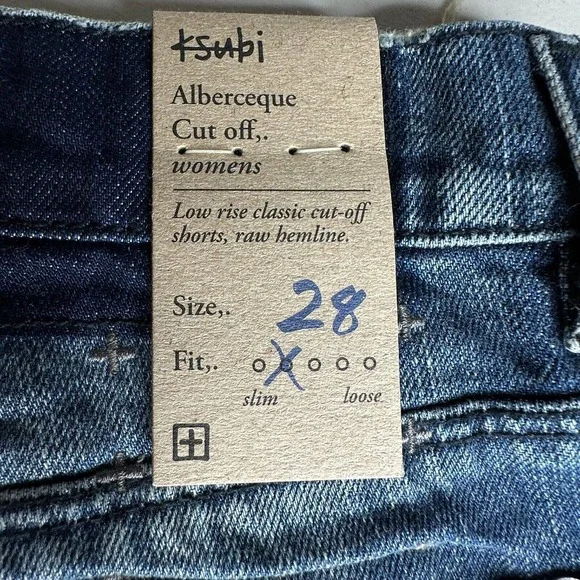 ksubi
Alberceque
Cut off,.
womens
Low rise classic cut-off
shorts, raw hemline.
Size,. 28
Fit,.
slim loose